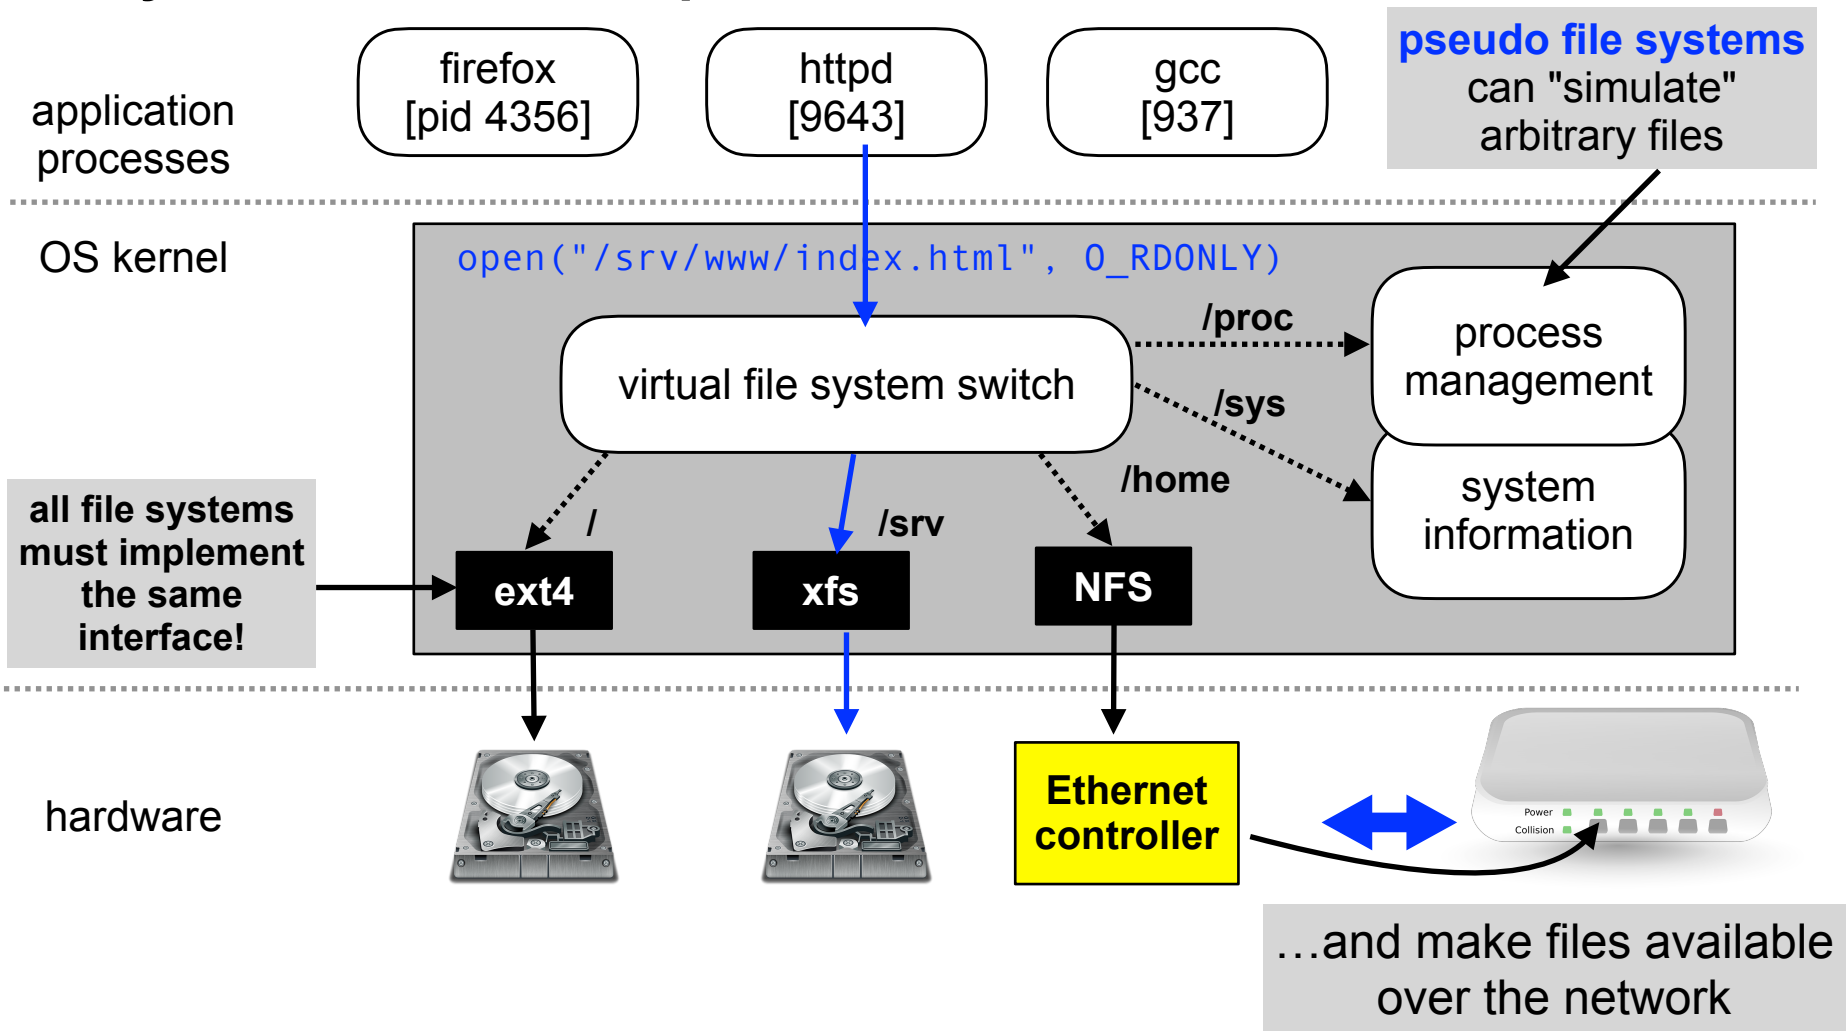 firefox
[pid 4356]
httpd
[9643]
gcc
[937]
pseudo file systems
can "simulate"
arbitrary files
application
processes
OS kernel
open("/srv/www/index.html", O_RDONLY)
/proc
process
management
virtual file system switch
/sys
/home
system
information
all file systems
must implement
the same
interface!
/
/srv
ext4
xfs
NFS
hardware
Ethernet
controller
Power
Collision
...and make files available
over the network